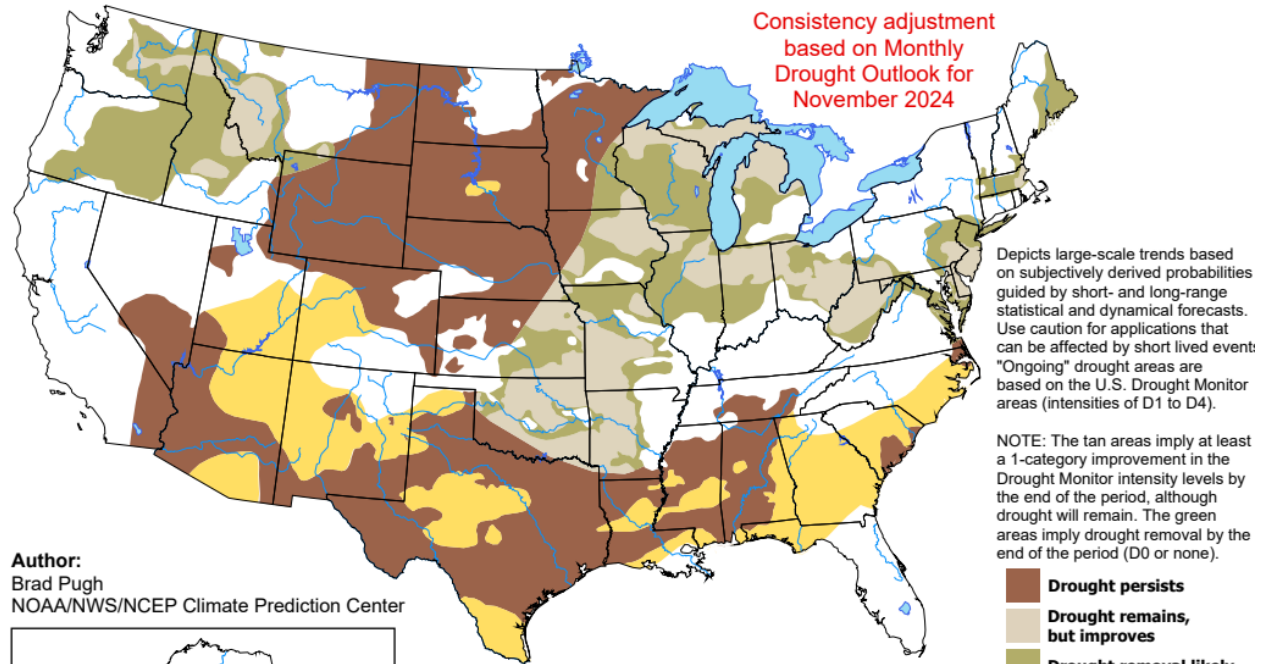 Consistency adjustment
based on Monthly
Drought Outlook for
November 2024
Depicts large-scale trends based
on subjectively derived probabilities
guided by short- and long-range
statistical and dynamical forecasts.
Use caution for applications that
can be affected by short lived events
"Ongoing" drought areas are
based on the U.S. Drought Monitor
areas (intensities of D1 to D4).
NOTE: The tan areas imply at least
a 1-category improvement in the
Drought Monitor intensity levels by
the end of the period, although
drought will remain. The green
areas imply drought removal by the
end of the period (D0 or none).
Author:
Brad Pugh
NOAA/NWS/NCEP Climate Prediction Center
Drought persists
Drought remains,
but improves
Drought removal likely